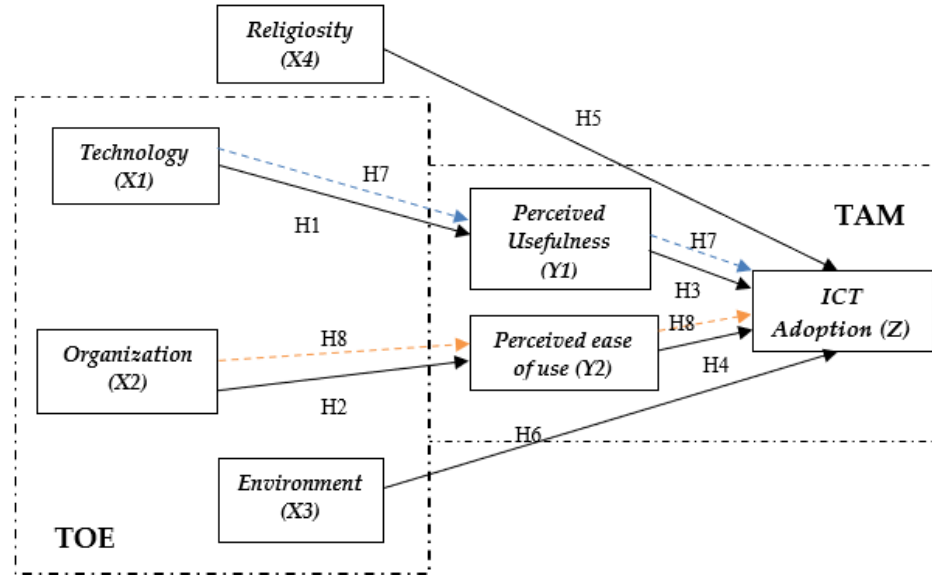 Religiosity
(X4)
H5
Technology
(X1)
H7
H1
Perceived
Usefulness
(Y1)
H7
H3
TAM
ICT
Adoption (Z)
Organization
(X2)
H8
H2
Perceived ease
of use (Y2)
H8
H4
H6
Environment
(X3)
TOE